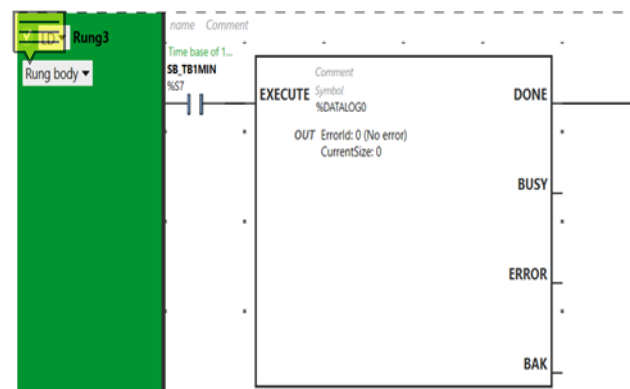 name Comment
LD Rung3
Time base of 1...
Rung body
SB_TB1MIN
%S7
Comment
EXECUTE Symbol DONE
%DATALOG0
OUT ErrorId: 0 (No error)
CurrentSize: 0
BUSY
ERROR
BAK